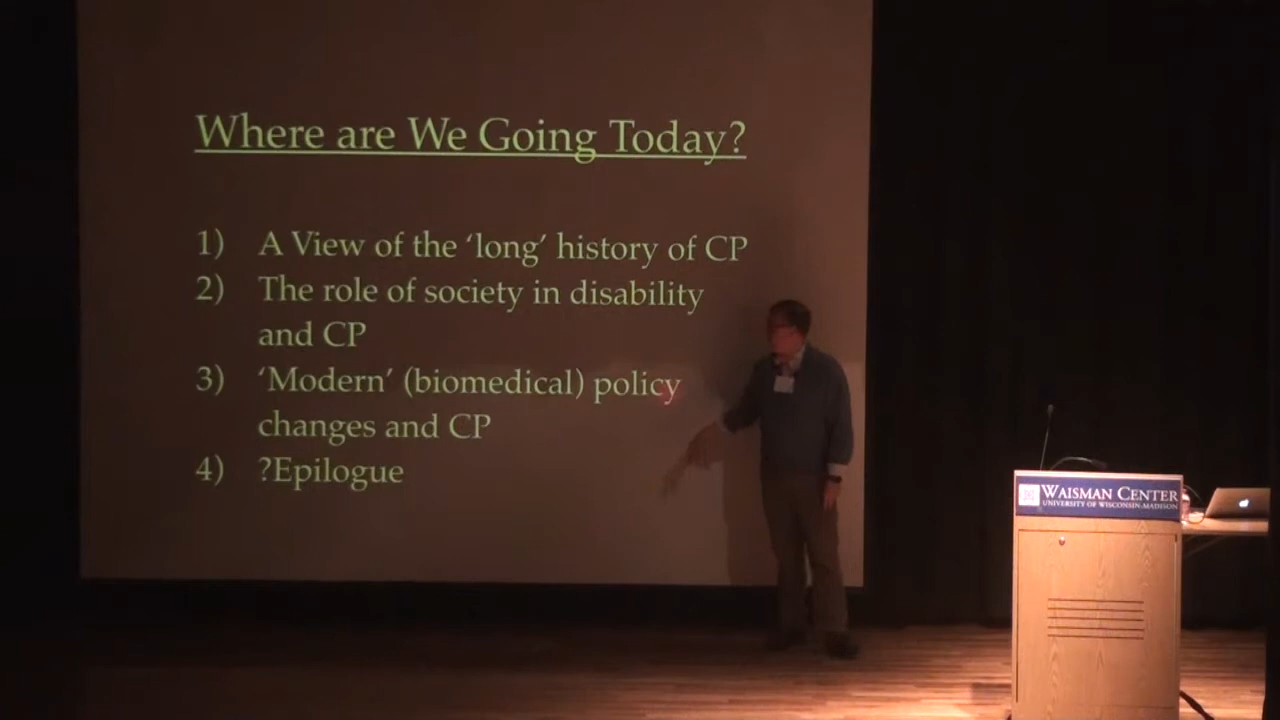 Where are We Going Today?
1) A View of the ‘long’ history of CP
2) The role of society in disability
and CP
3) ‘Modern’ (biomedical) policy
changes and CP
4) ?Epilogue
WAISMAN CENTER
UNIVERSITY OF WISCONSIN-MADISON